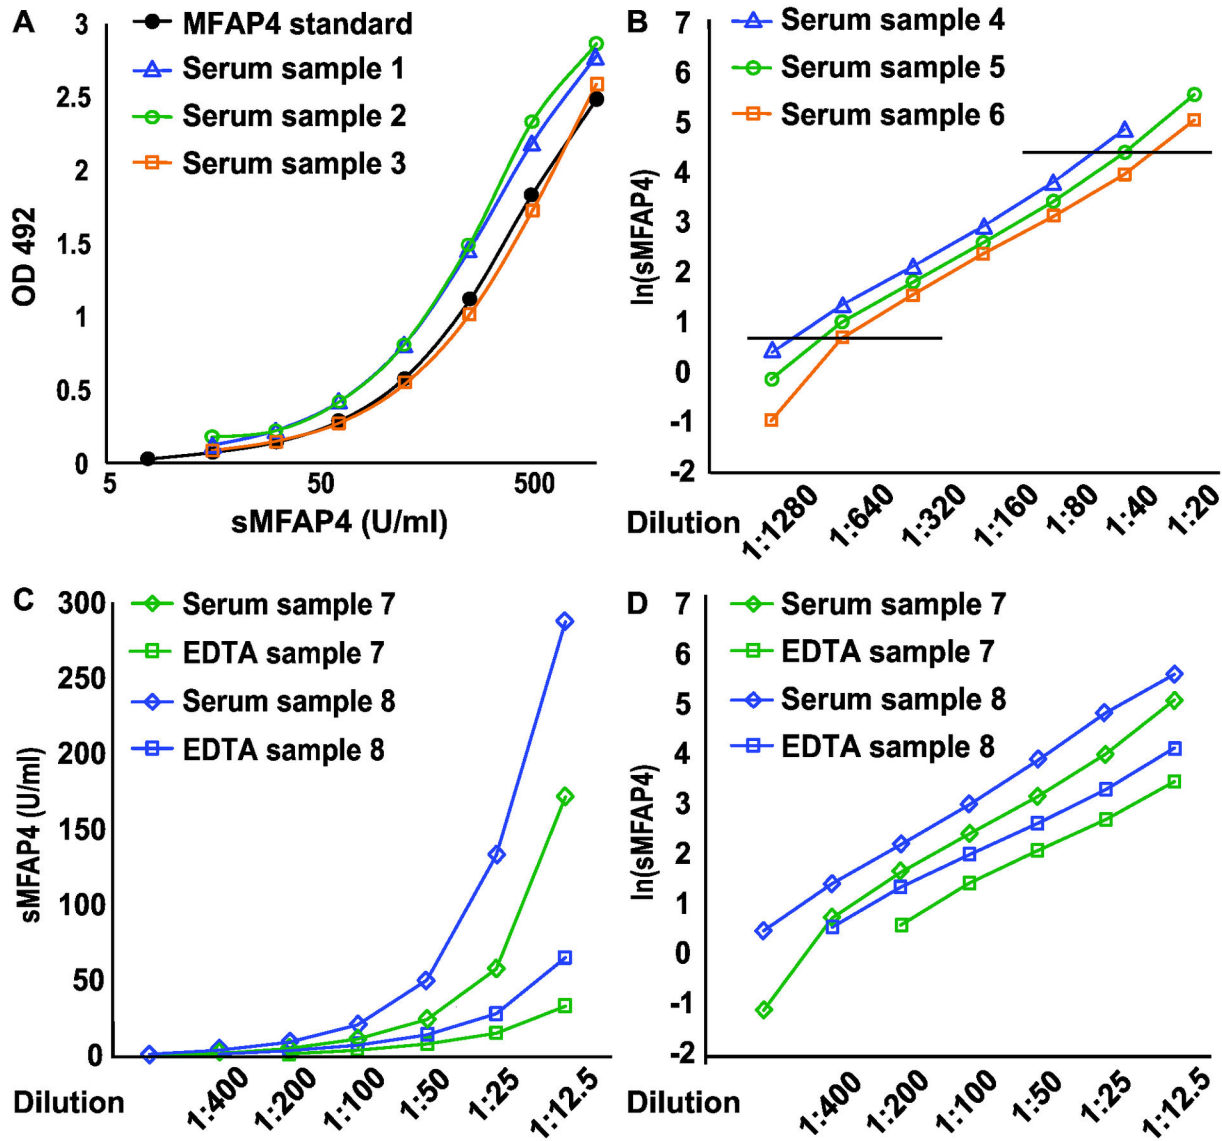 A
3
2.5
2
1.5
1
0.5
0
OD 492
MFAP4 standard
Serum sample 1
Serum sample 2
Serum sample 3
5
50
500
sMFAP4 (U/ml)
B
7
6
5
4
3
2
1
0
-1
-2
ln(sMFAP4)
Serum sample 4
Serum sample 5
Serum sample 6
Dilution
1:1280
1:640
1:320
1:160
1:80
1:40
1:20
C
300
250
200
150
100
50
0
sMFAP4 (U/ml)
Serum sample 7
EDTA sample 7
Serum sample 8
EDTA sample 8
Dilution
1:400
1:200
1:100
1:50
1:25
1:12.5
D
7
6
5
4
3
2
1
0
-1
-2
ln(sMFAP4)
Serum sample 7
EDTA sample 7
Serum sample 8
EDTA sample 8
Dilution
1:400
1:200
1:100
1:50
1:25
1:12.5